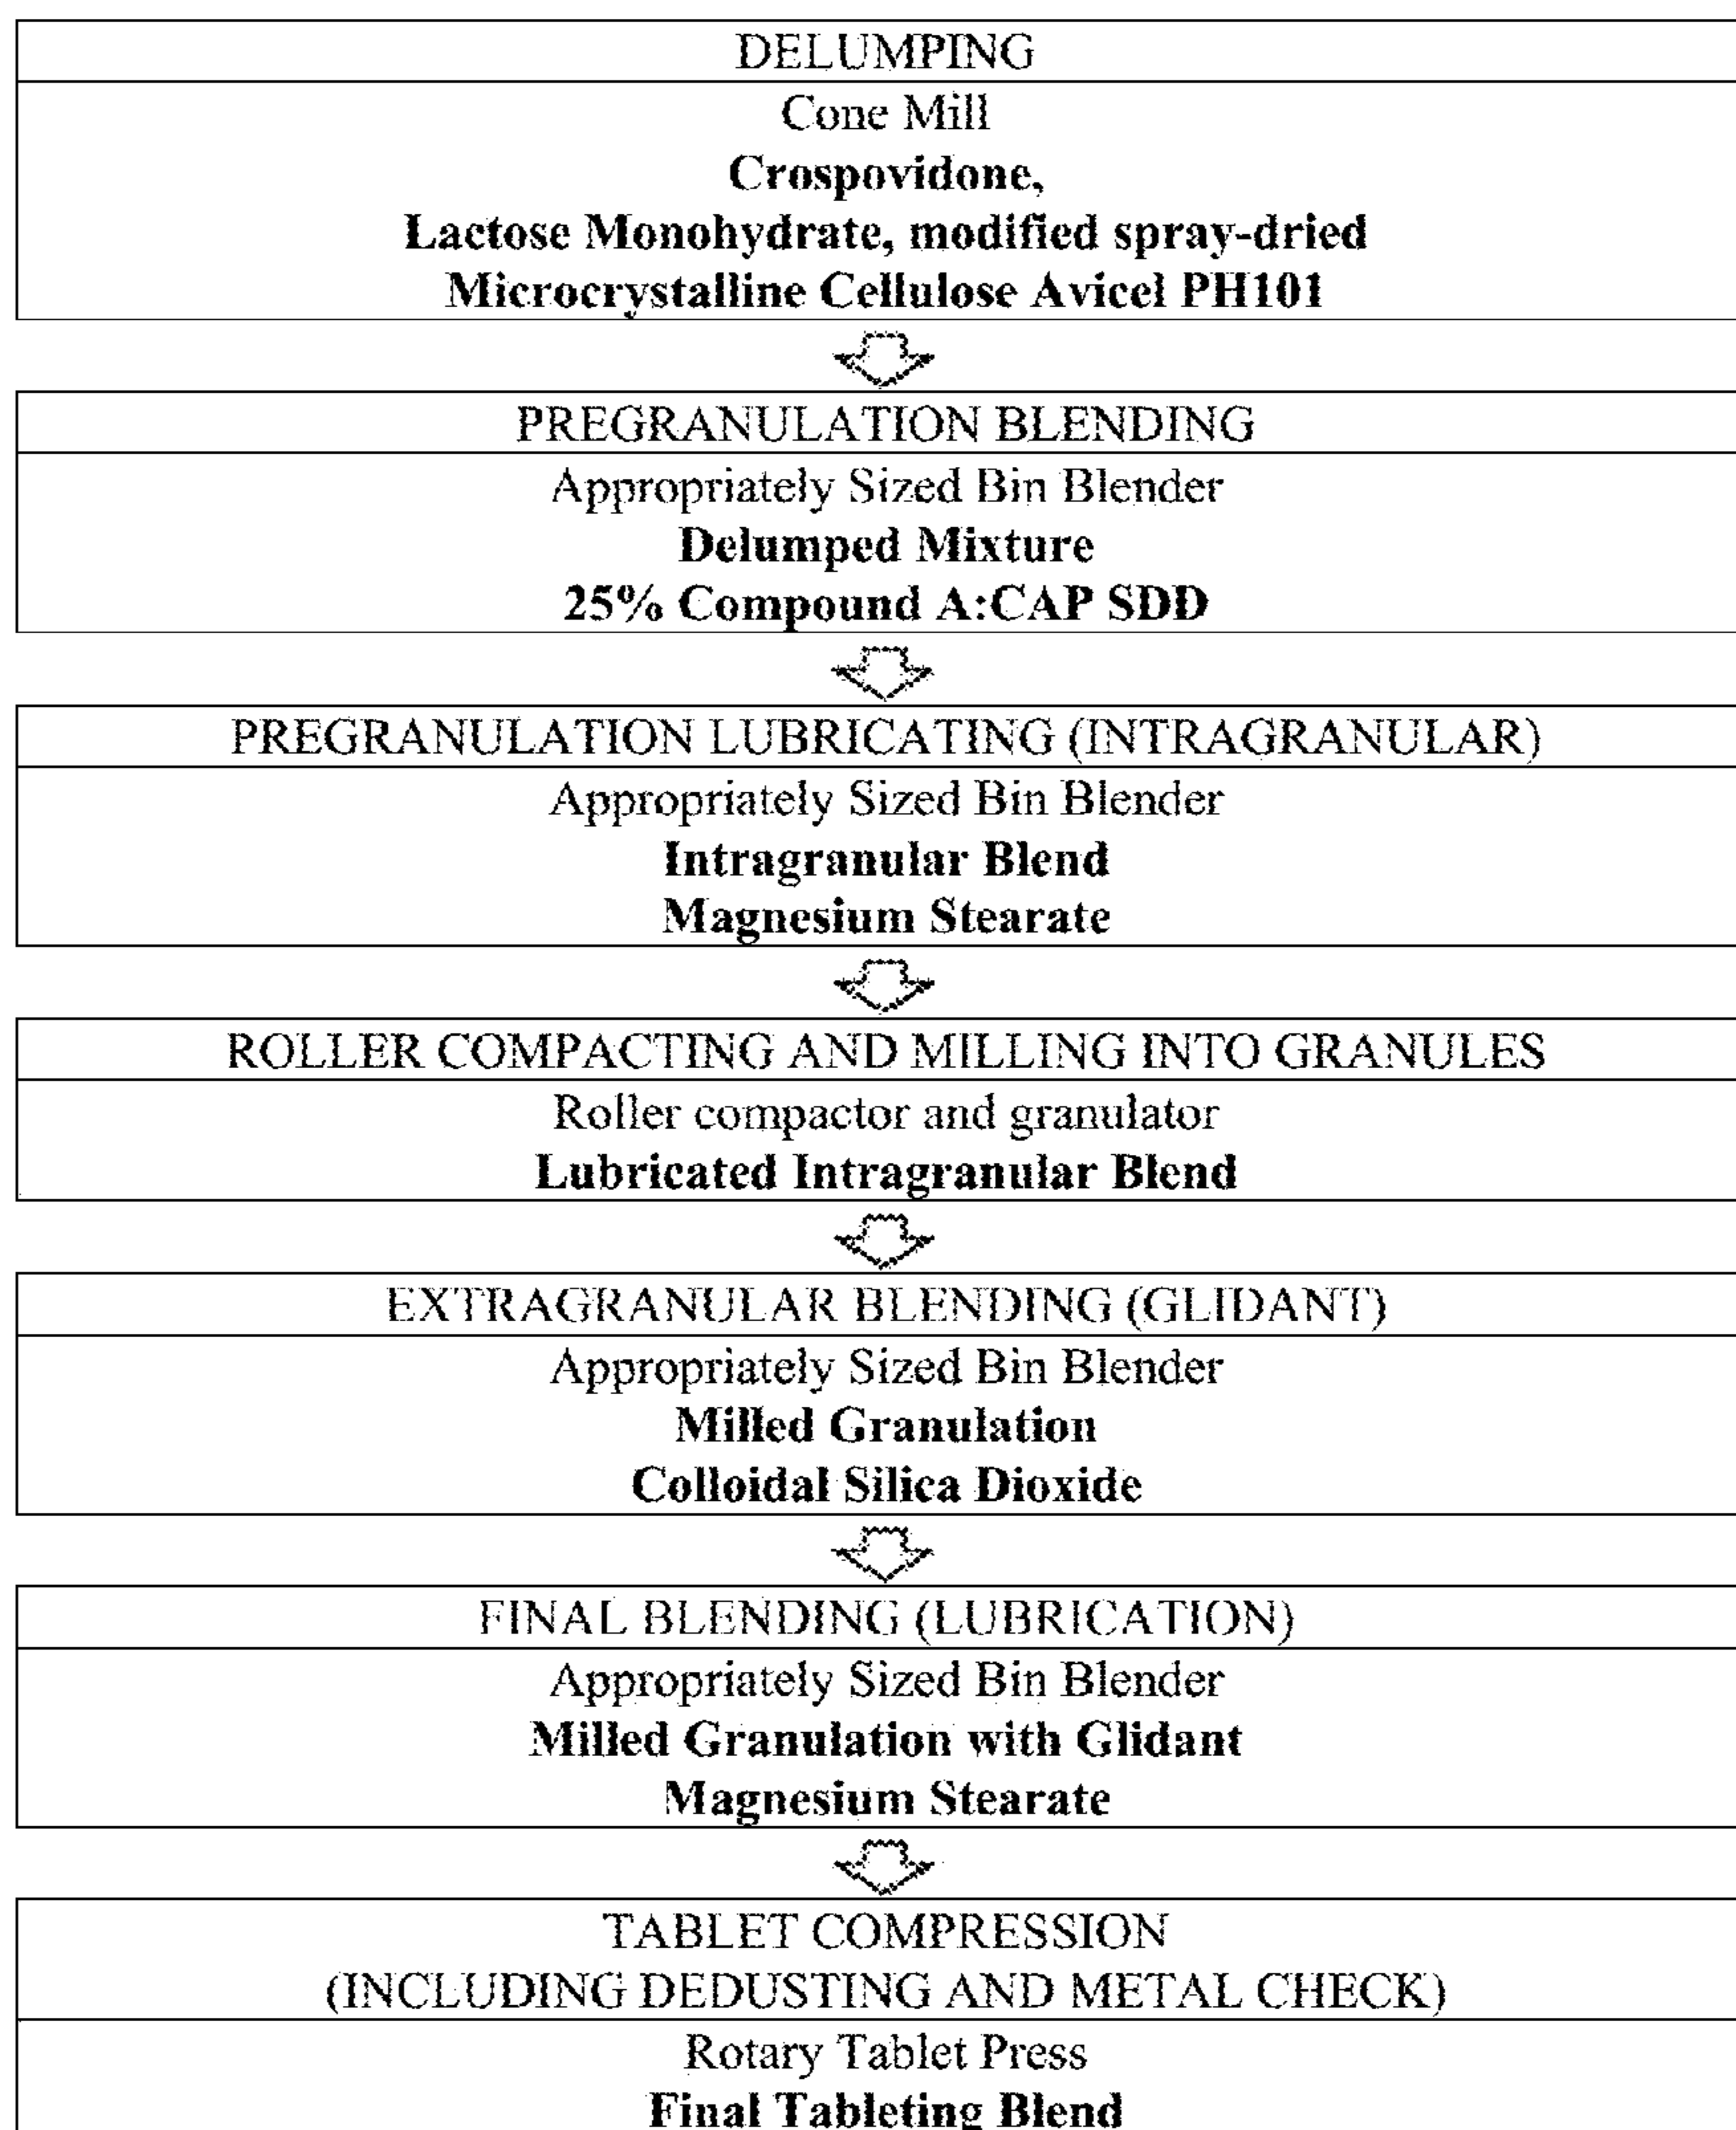 DELUMPING
Cone Mill
Crospovidone,
Lactose Monohydrate, modified spray-dried
Microcrystalline Cellulose Avicel PH101
PREGRANULATION BLENDING
Appropriately Sized Bin Blender
Delumped Mixture
25% Compound A:CAP SDD
PREGRANULATION LUBRICATING (INTRAGRANULAR)
Appropriately Sized Bin Blender
Intragranular Blend
Magnesium Stearate
ROLLER COMPACTING AND MILLING INTO GRANULES
Roller compactor and granulator
Lubricated Intragranular Blend
EXTRAGRANULAR BLENDING (GLIDANT)
Appropriately Sized Bin Blender
Milled Granulation
Colloidal Silica Dioxide
FINAL BLENDING (LUBRICATION)
Appropriately Sized Bin Blender
Milled Granulation with Glidant
Magnesium Stearate
TABLET COMPRESSION
(INCLUDING DEDUSTING AND METAL CHECK)
Rotary Tablet Press
Final Tableting Blend